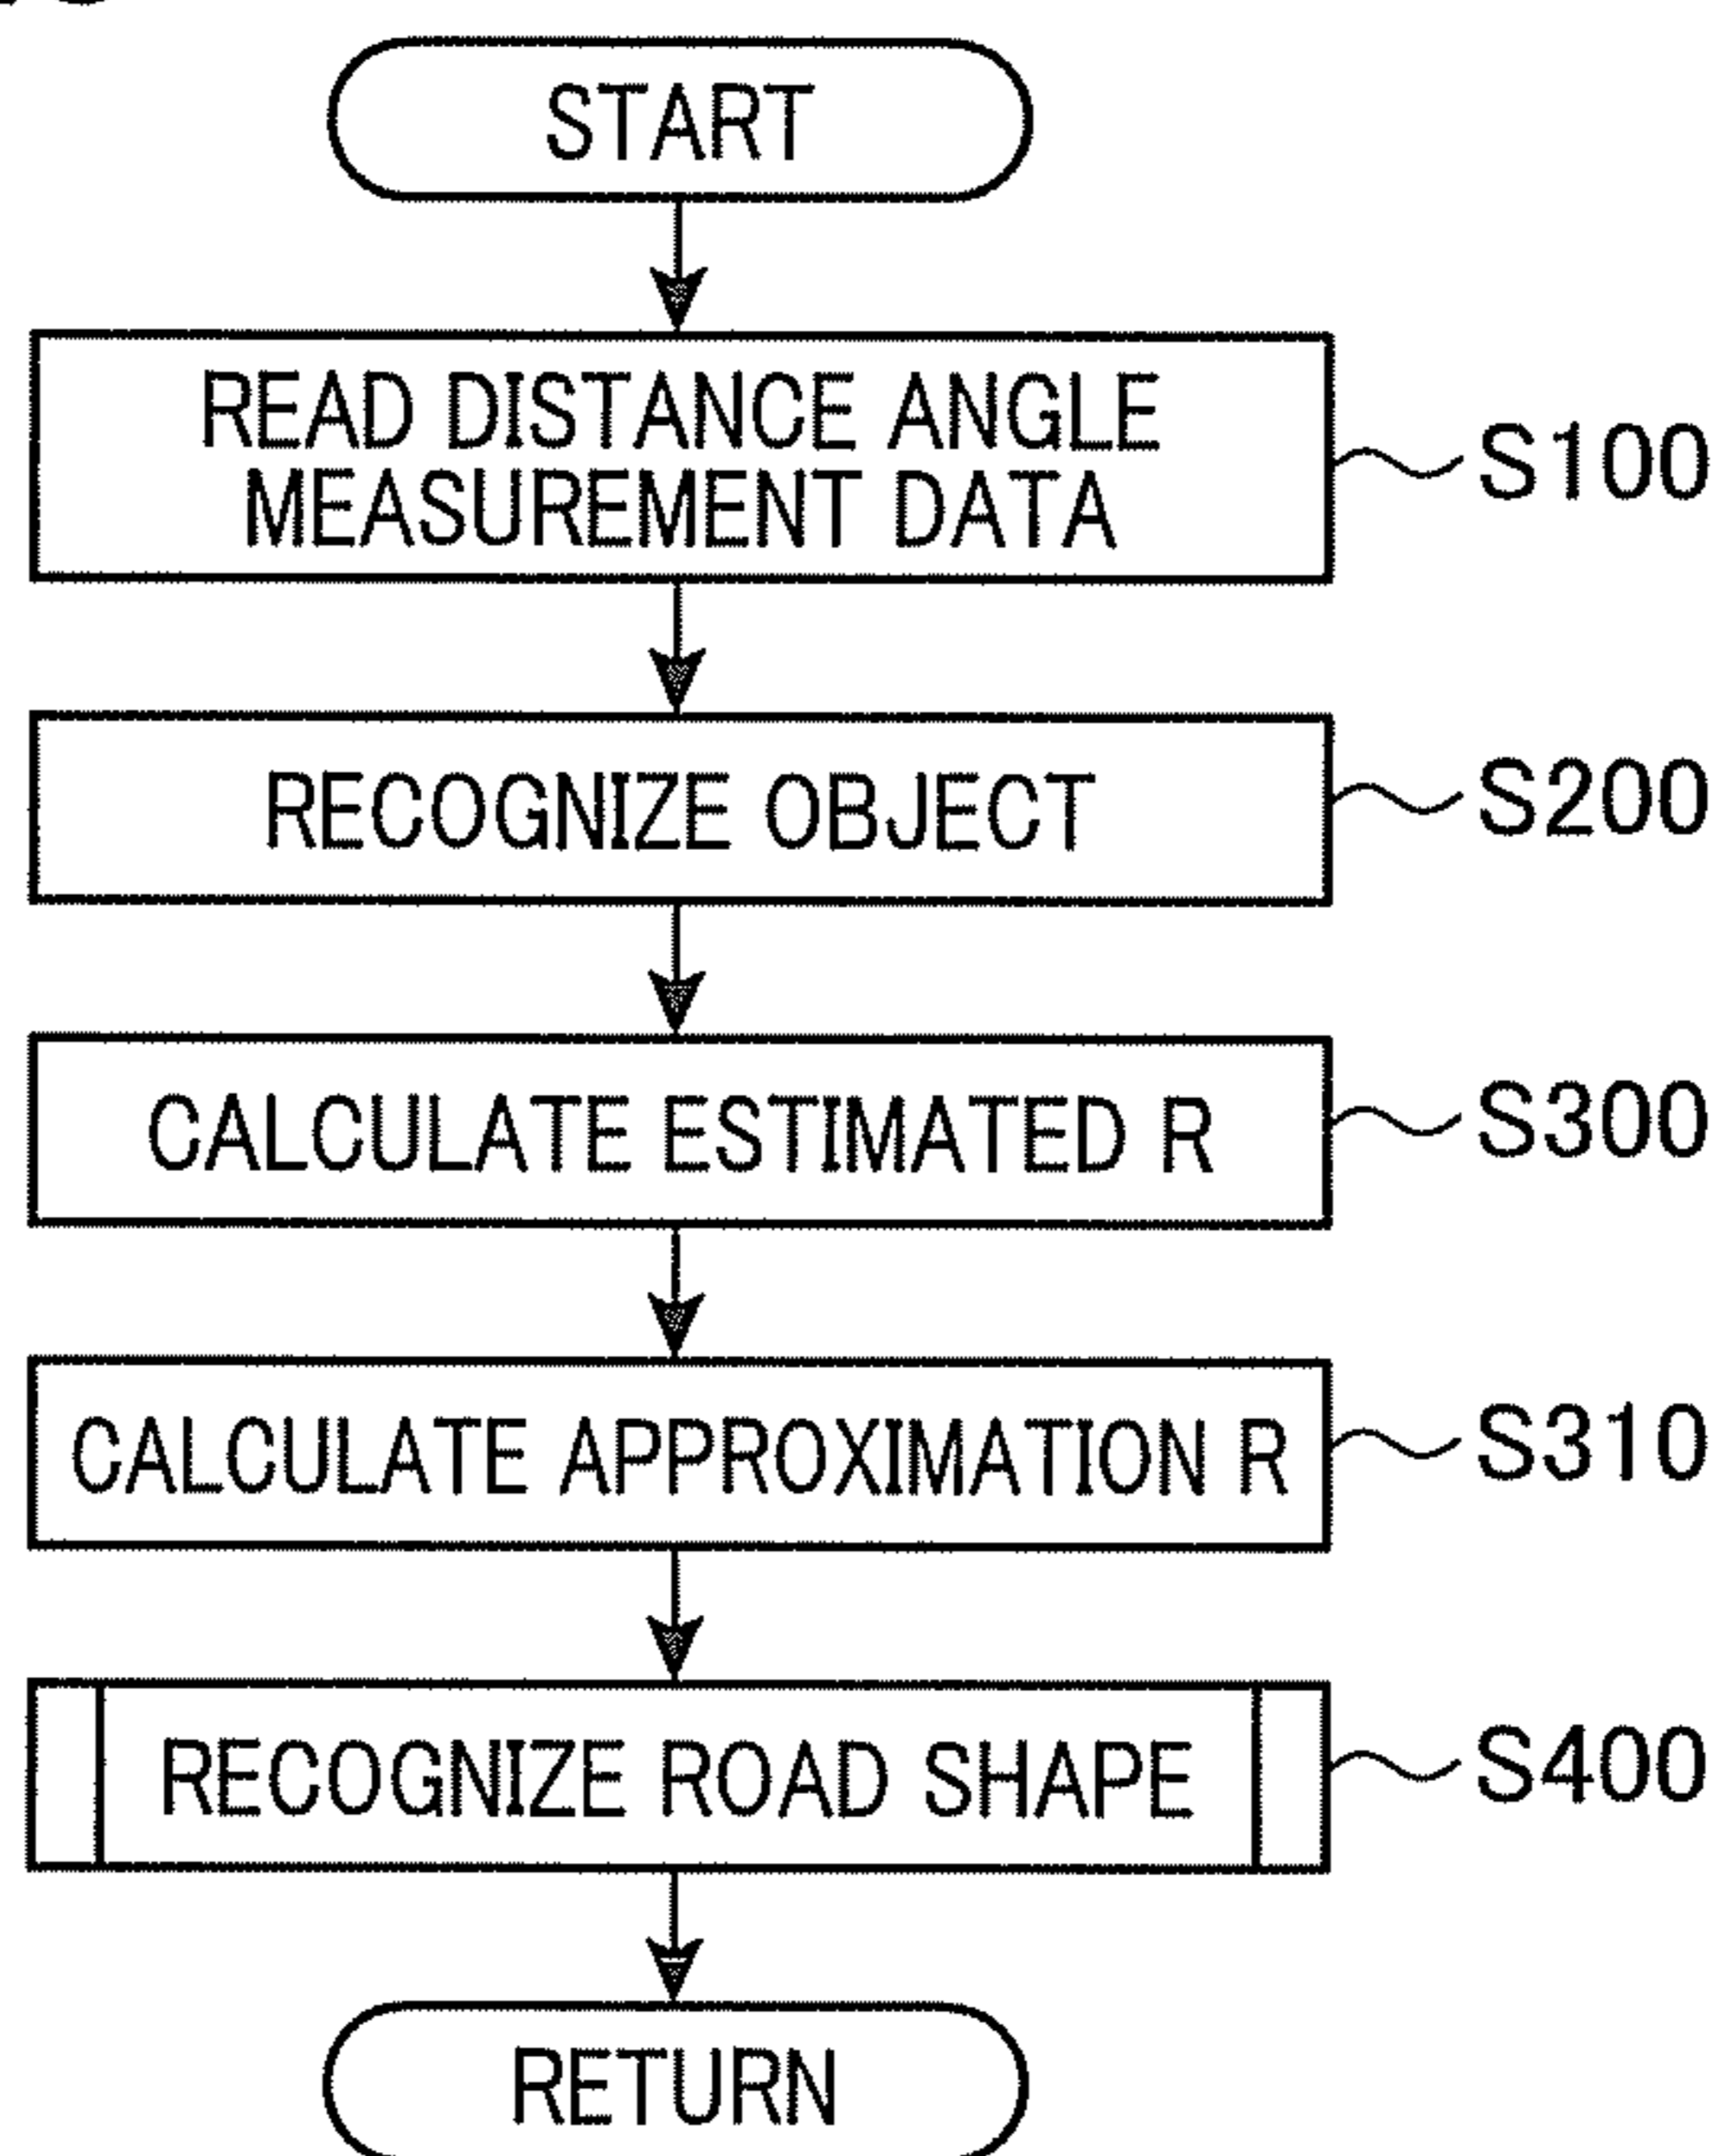 START
READ DISTANCE ANGLE
MEASUREMENT DATA
S100
RECOGNIZE OBJECT
S200
CALCULATE ESTIMATED R
S300
CALCULATE APPROXIMATION R
S310
RECOGNIZE ROAD SHAPE
S400
RETURN